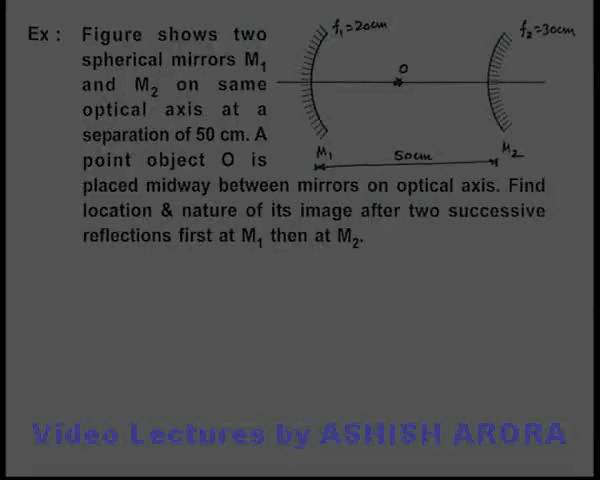 Ex : Figure shows two
spherical mirrors M₁
and M₂ on same
optical axis at a
separation of 50 cm. A
point object O is
placed midway between mirrors on optical axis. Find
location & nature of its image after two successive
reflections first at M₁ then at M₂.
f₁=20cm
f₂=30cm
O
M₁
50cm
M₂
Video Lectures by ASHISH ARORA